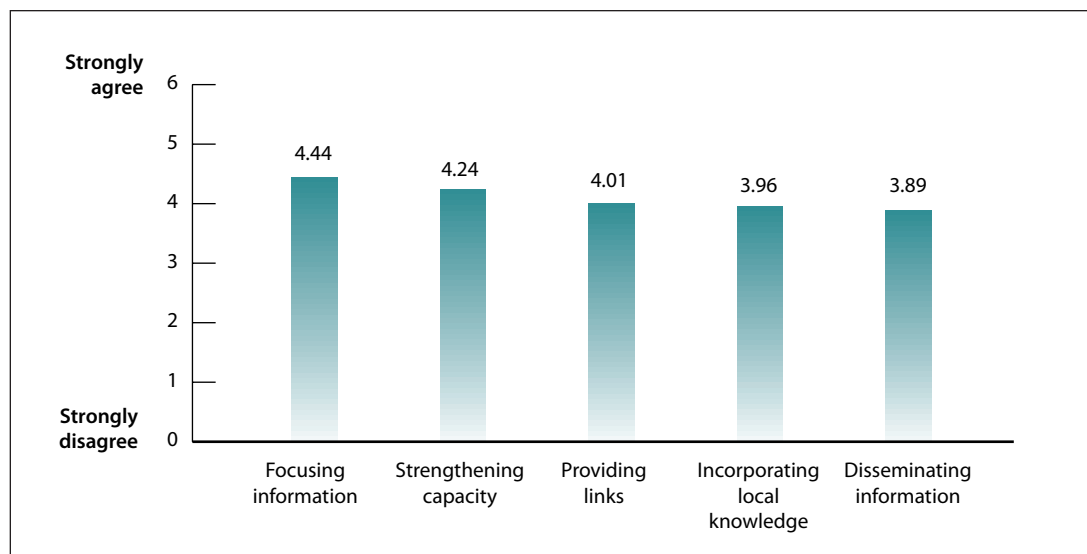 Strongly
agree
6
5
4
3
2
1
0
Strongly
disagree
4.44
4.24
4.01
3.96
3.89
Focusing
information
Strengthening
capacity
Providing
links
Incorporating
local
knowledge
Disseminating
information